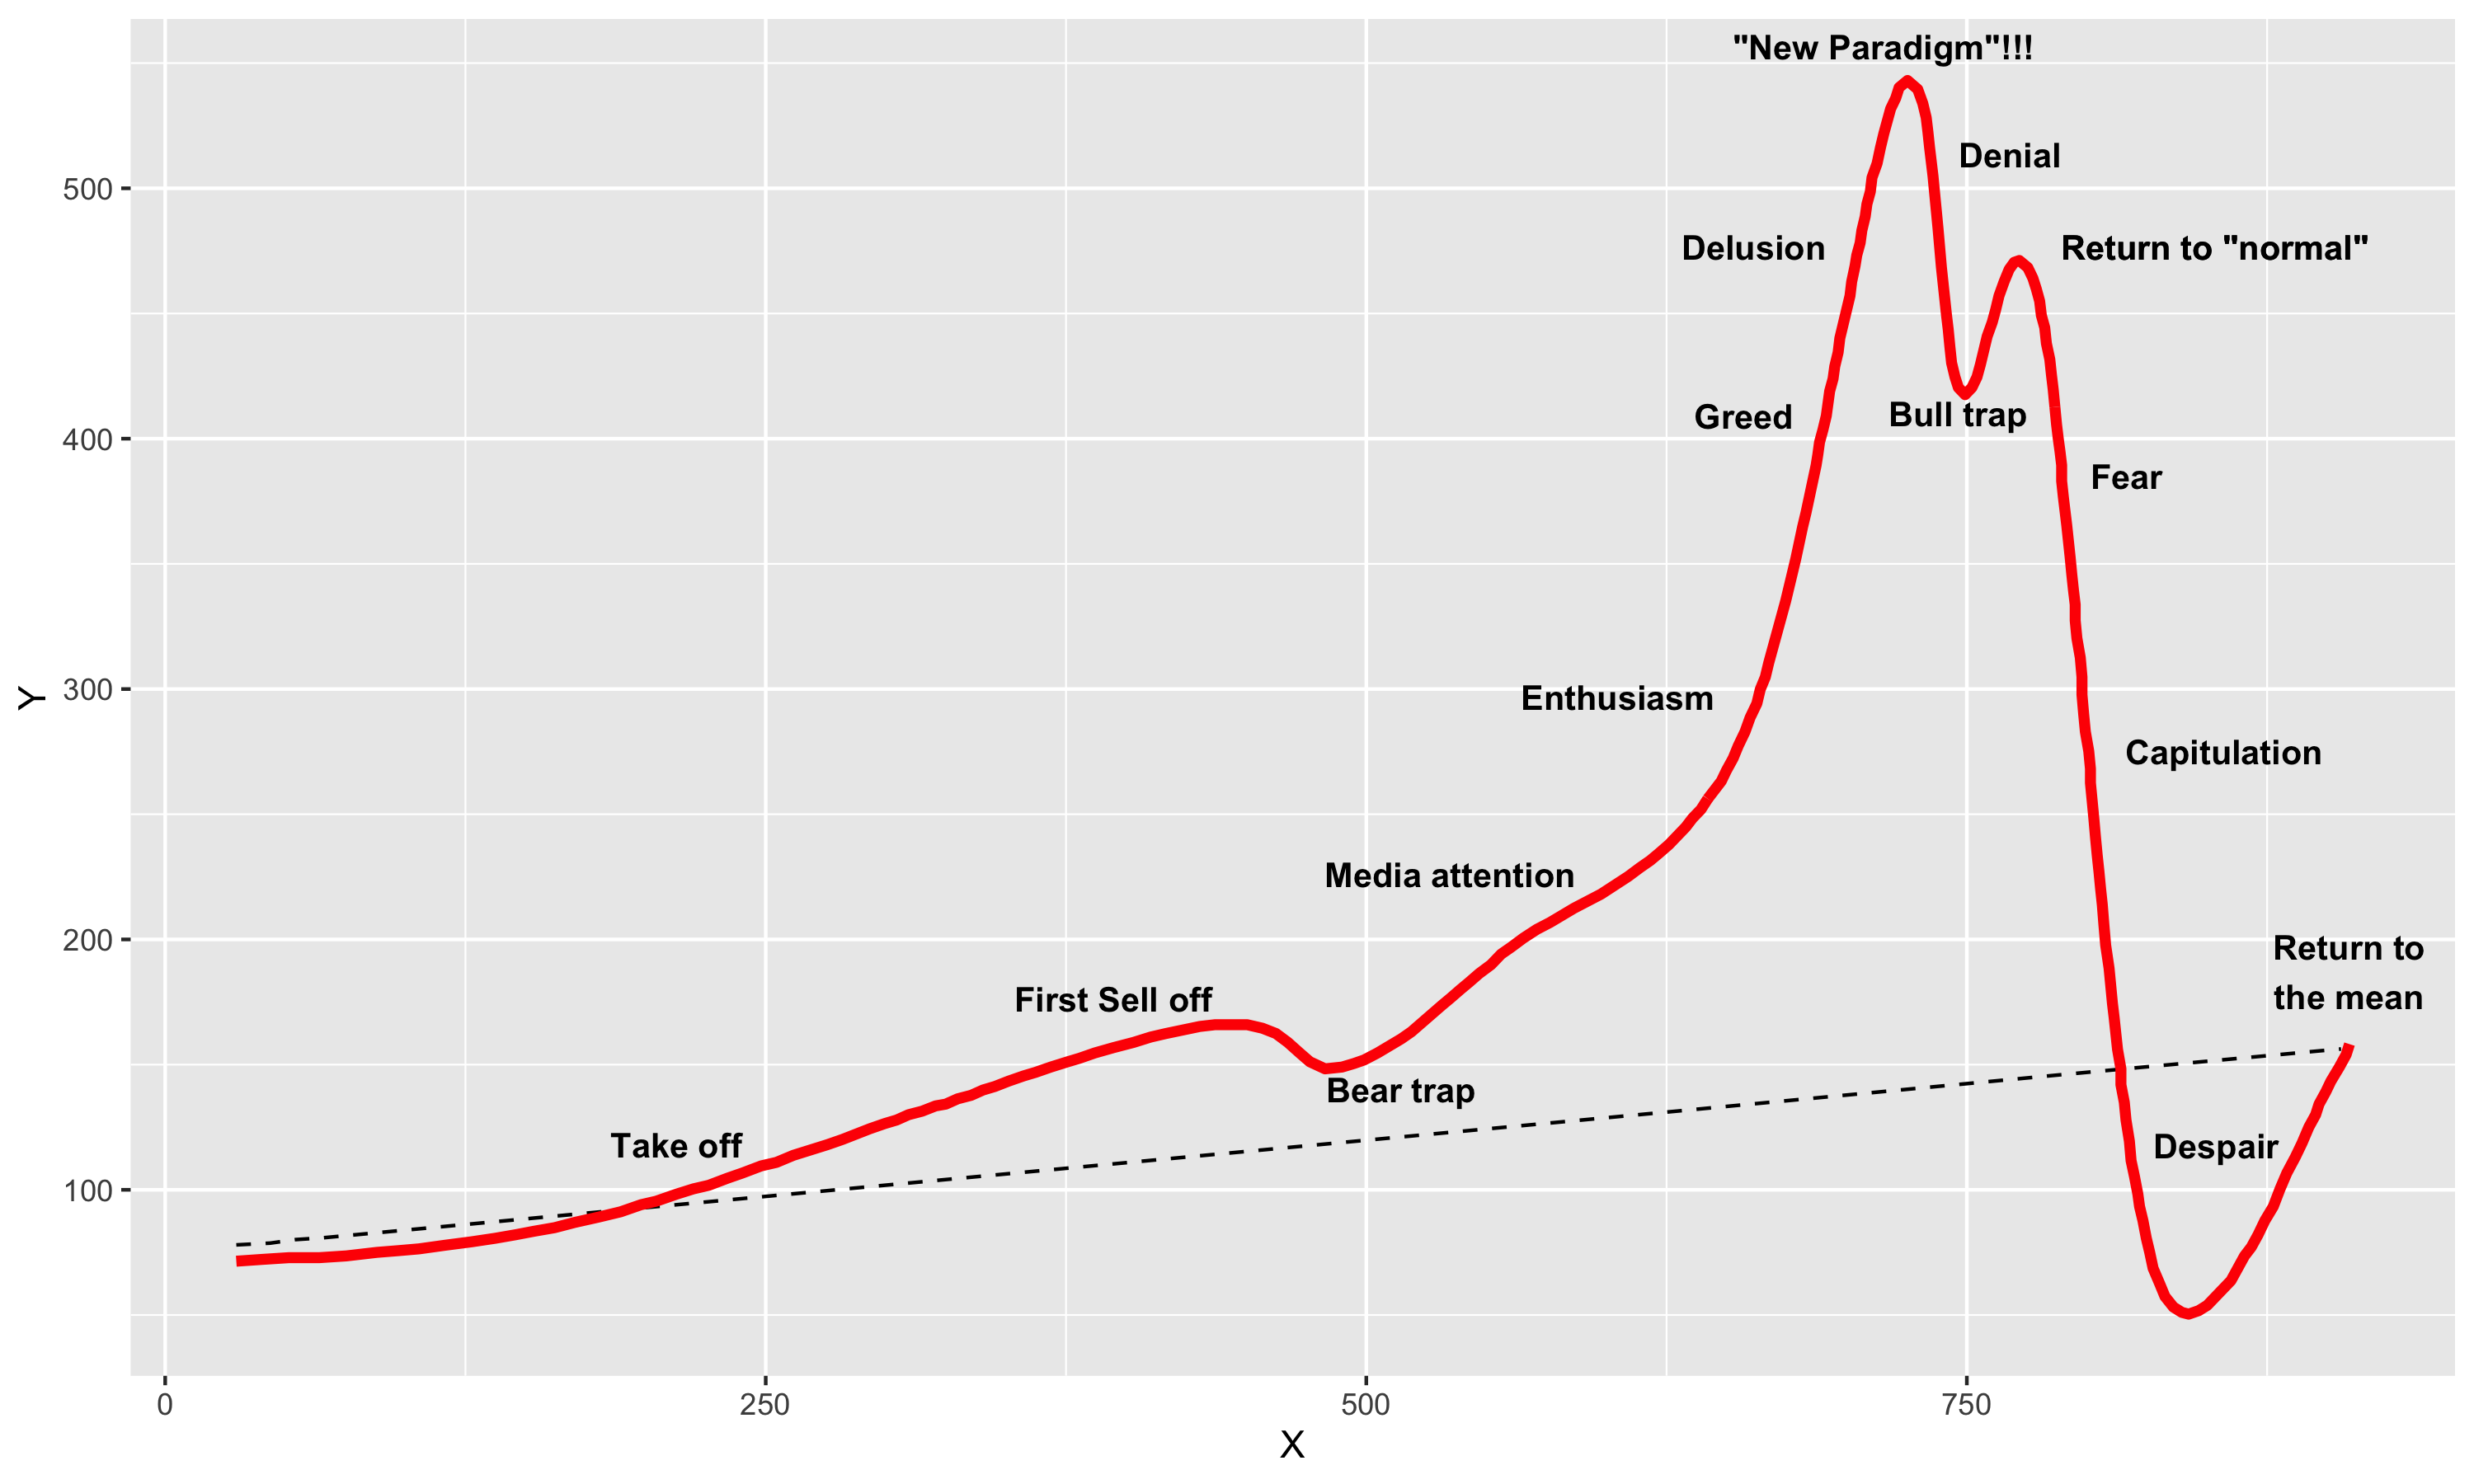 "New Paradigm"!!!
Denial
500
Delusion
Return to "normal"
Greed
Bull trap
400
Fear
Y
300
Enthusiasm
Capitulation
Media attention
200
Return to
the mean
First Sell off
Bear trap
Take off
Despair
100
0
250
500
750
X